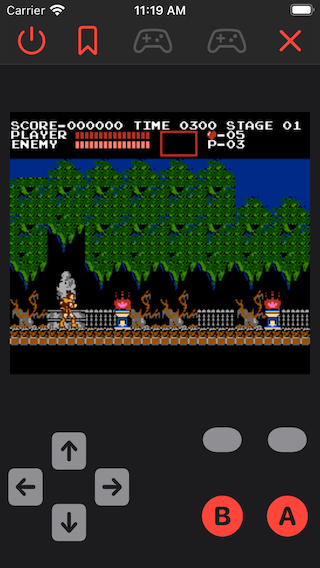 Carrier 11:19 AM
SCORE-000000 TIME 0300 STAGE 01
PLAYER -05
ENEMY P-03
B A